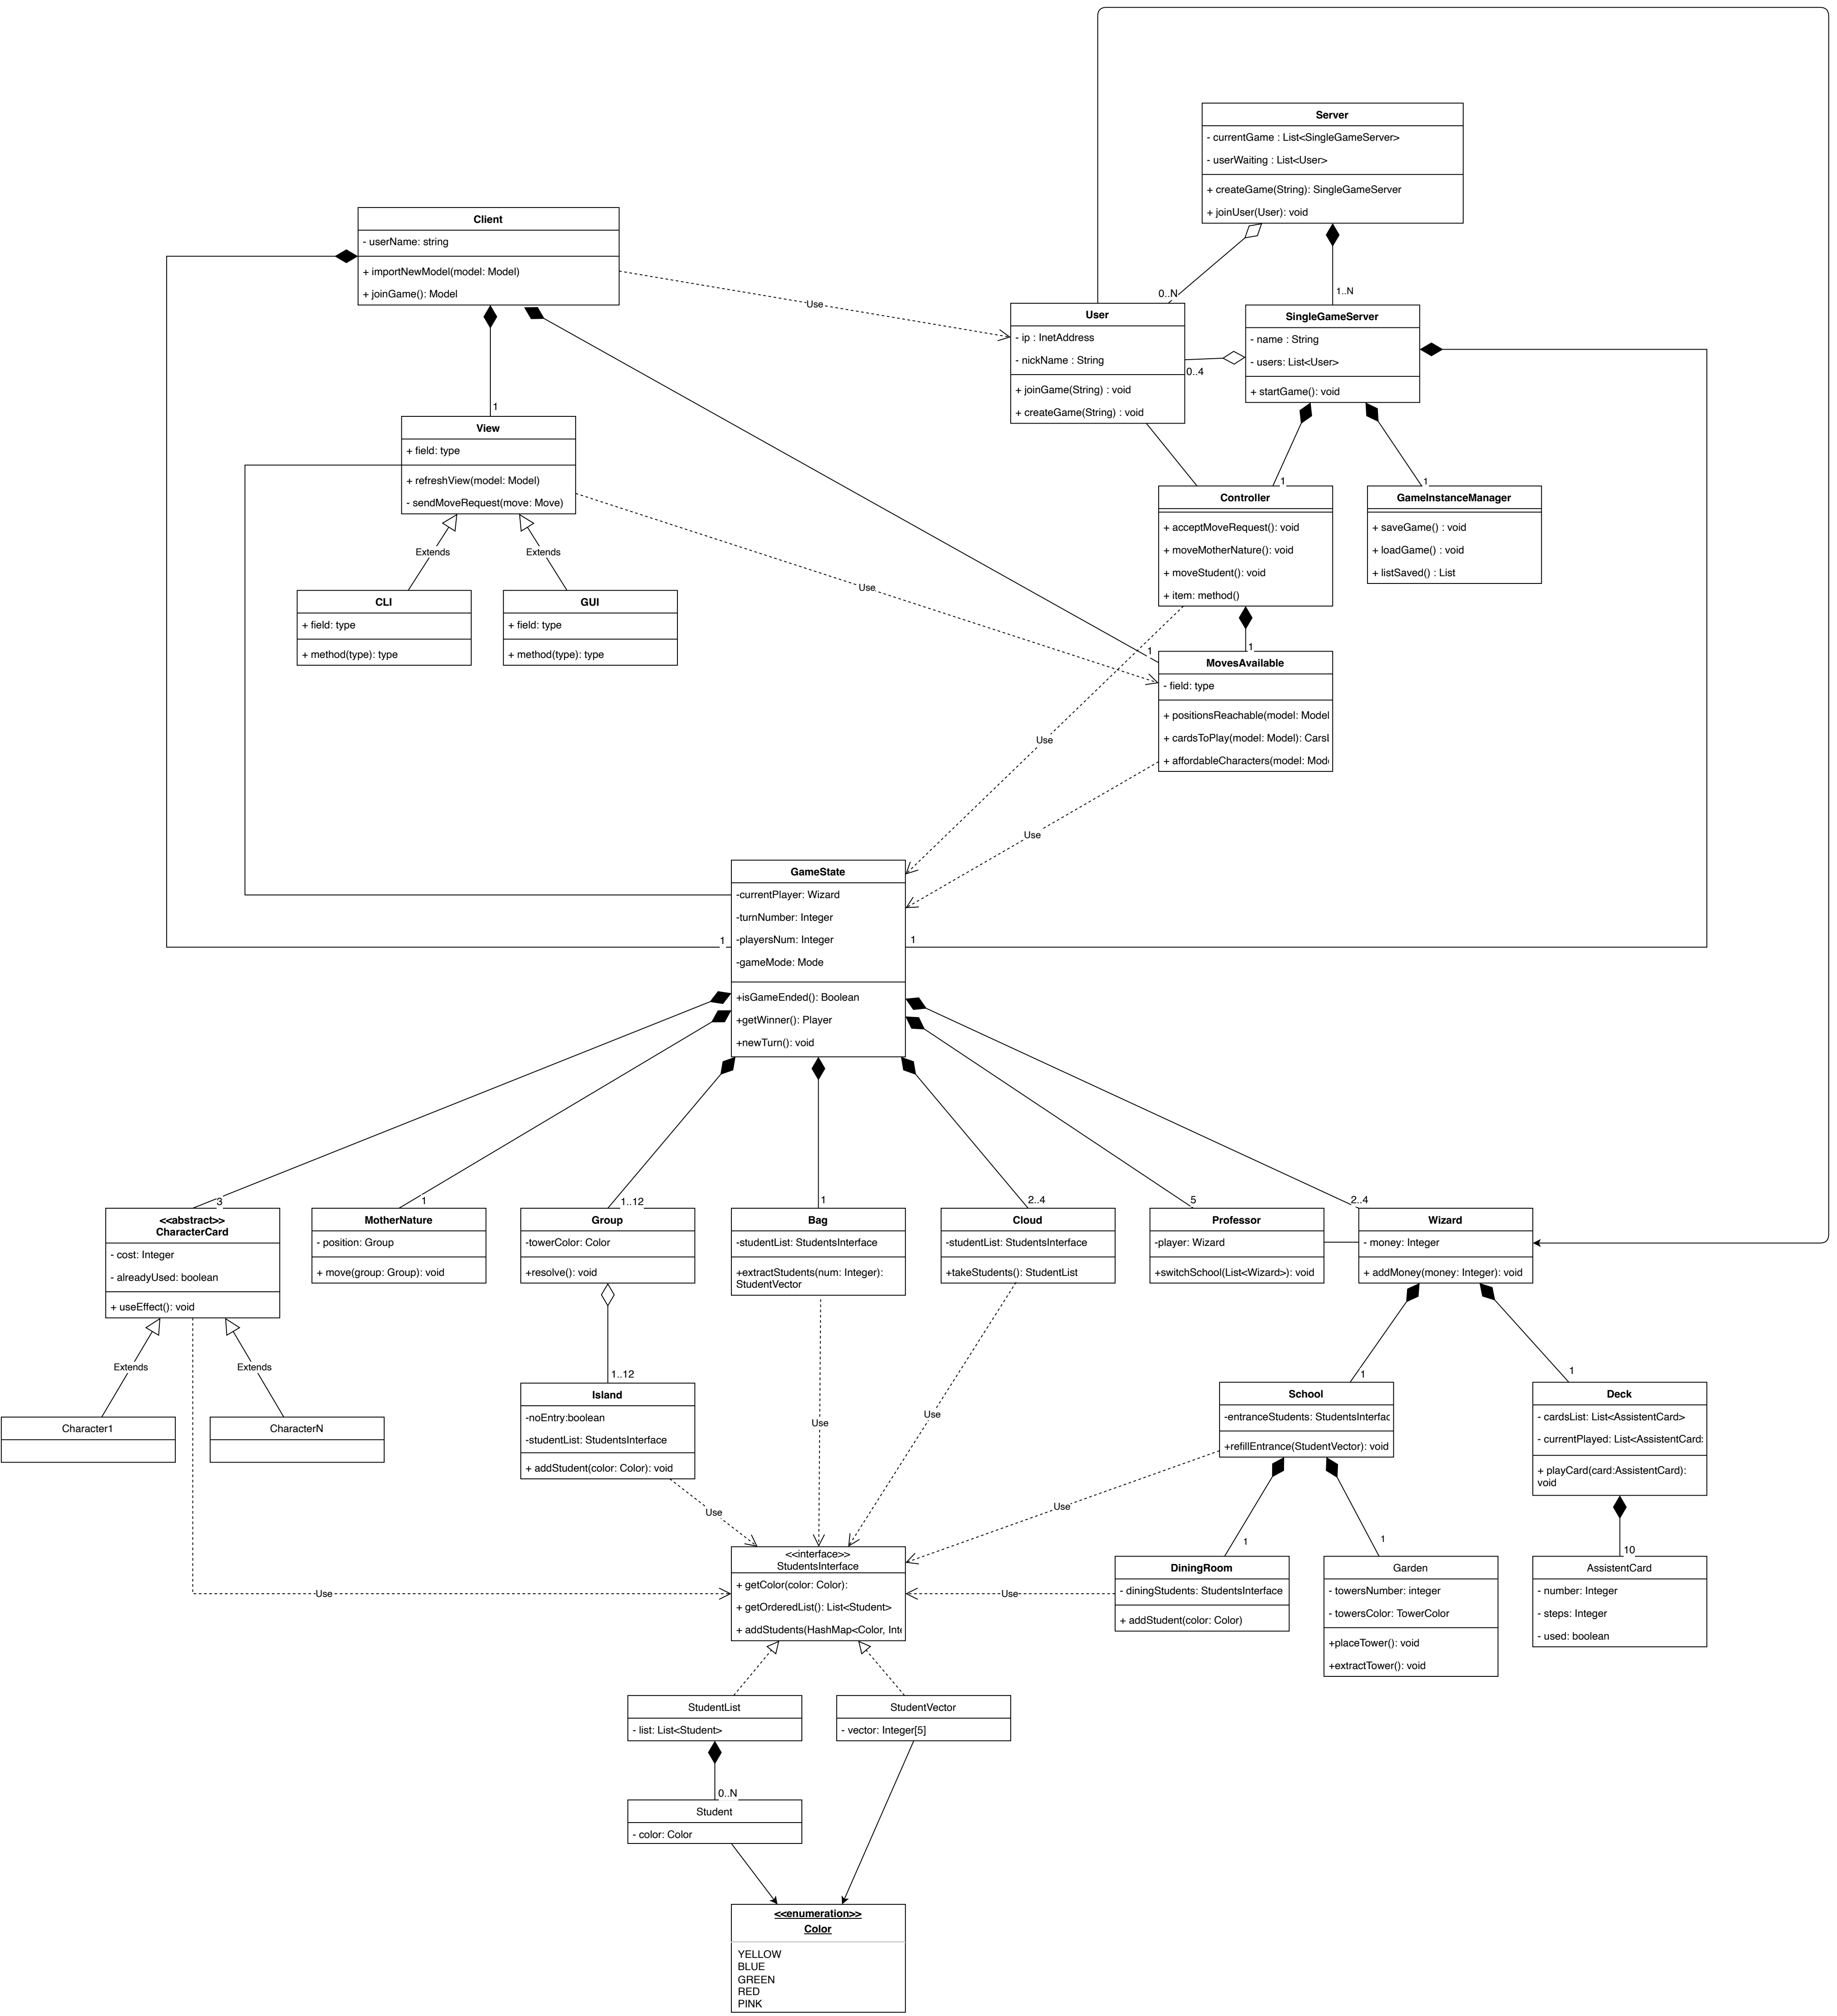 Server
- currentGame : List<SingleGameServer>
- userWaiting : List<User>
+ createGame(String): SingleGameServer
+ joinUser(User): void
Client
- userName: string
+ importNewModel(model: Model)
+ joinGame(): Model
Use
0..N
1..N
User
- ip : InetAddress
- nickName : String
+ joinGame(String) : void
+ createGame(String) : void
0..4
SingleGameServer
- name : String
- users: List<User>
+ startGame(): void
1
View
+ field: type
+ refreshView(model: Model)
- sendMoveRequest(move: Move)
Extends
Extends
CLI
+ field: type
+ method(type): type
GUI
+ field: type
+ method(type): type
Use
1
Controller
+ acceptMoveRequest(): void
+ moveMotherNature(): void
+ moveStudent(): void
+ item: method()
1
GameInstanceManager
+ saveGame() : void
+ loadGame() : void
+ listSaved() : List
1
1
MovesAvailable
- field: type
+ positionsReachable(model: Model
+ cardsToPlay(model: Model): Carsl
+ affordableCharacters(model: Mod
Use
Use
GameState
-currentPlayer: Wizard
-turnNumber: Integer
-playersNum: Integer
-gameMode: Mode
+isGameEnded(): Boolean
+getWinner(): Player
+newTurn(): void
1
1
3
1
1..12
1
2..4
5
2..4
<<abstract>>
CharacterCard
- cost: Integer
- alreadyUsed: boolean
+ useEffect(): void
MotherNature
- position: Group
+ move(group: Group): void
Group
-towerColor: Color
+resolve(): void
Bag
-studentList: StudentsInterface
+extractStudents(num: Integer):
StudentVector
Cloud
-studentList: StudentsInterface
+takeStudents(): StudentList
Professor
-player: Wizard
+switchSchool(List<Wizard>): void
Wizard
- money: Integer
+ addMoney(money: Integer): void
Extends
Extends
Character1
CharacterN
1..12
Island
-noEntry:boolean
-studentList: StudentsInterface
+ addStudent(color: Color): void
Use
Use
Use
1
School
-entranceStudents: StudentsInterfac
+refillEntrance(StudentVector): void
1
Deck
- cardsList: List<AssistentCard>
- currentPlayed: List<AssistentCard:
+ playCard(card:AssistentCard):
void
Use
1
1
10
<<interface>>
StudentsInterface
+ getColor(color: Color):
+ getOrderedList(): List<Student>
+ addStudents(HashMap<Color, Inte
Use
Use
DiningRoom
- diningStudents: StudentsInterface
+ addStudent(color: Color)
Garden
- towersNumber: integer
- towersColor: TowerColor
+placeTower(): void
+extractTower(): void
AssistentCard
- number: Integer
- steps: Integer
- used: boolean
StudentList
- list: List<Student>
StudentVector
- vector: Integer[5]
0..N
Student
- color: Color
<<enumeration>>
Color
YELLOW
BLUE
GREEN
RED
PINK